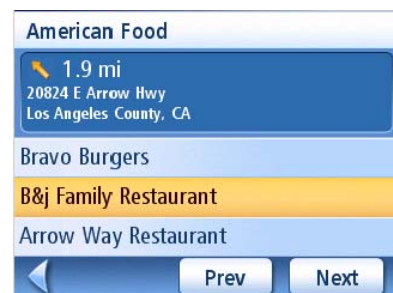 American Food
1.9 mi
20824 E Arrow Hwy
Los Angeles County, CA
Bravo Burgers
B&j Family Restaurant
Arrow Way Restaurant
Prev
Next